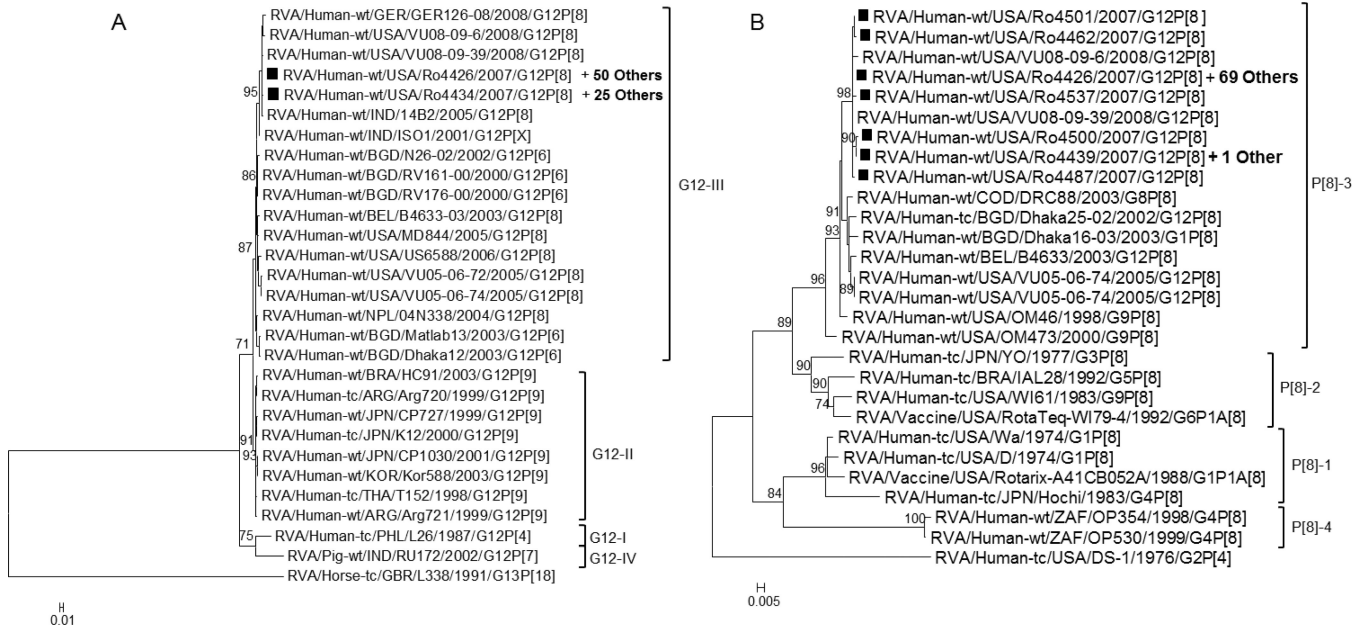 A
RVA/Human-wt/GER/GER126-08/2008/G12P[8]
RVA/Human-wt/USA/VU08-09-6/2008/G12P[8]
RVA/Human-wt/USA/VU08-09-39/2008/G12P[8]
RVA/Human-wt/USA/Ro4426/2007/G12P[8] + 50 Others
95
RVA/Human-wt/USA/Ro4434/2007/G12P[8] + 25 Others
RVA/Human-wt/IND/14B2/2005/G12P[8]
RVA/Human-wt/IND/ISO1/2001/G12P[X]
RVA/Human-wt/BGD/N26-02/2002/G12P[6]
86
RVA/Human-wt/BGD/RV161-00/2000/G12P[6]
RVA/Human-wt/BGD/RV176-00/2000/G12P[6]
G12-III
RVA/Human-wt/BEL/B4633-03/2003/G12P[8]
RVA/Human-wt/USA/MD844/2005/G12P[8]
87
RVA/Human-wt/USA/US6588/2006/G12P[8]
RVA/Human-wt/USA/VU05-06-72/2005/G12P[8]
RVA/Human-wt/USA/VU05-06-74/2005/G12P[8]
RVA/Human-wt/NPL/04N338/2004/G12P[8]
RVA/Human-wt/BGD/Matlab13/2003/G12P[6]
71
RVA/Human-wt/BGD/Dhaka12/2003/G12P[6]
RVA/Human-wt/BRA/HC91/2003/G12P[9]
RVA/Human-tc/ARG/Arg720/1999/G12P[9]
RVA/Human-wt/JPN/CP727/1999/G12P[9]
91
RVA/Human-tc/JPN/K12/2000/G12P[9]
93
RVA/Human-wt/JPN/CP1030/2001/G12P[9]
G12-II
RVA/Human-wt/KOR/Kor588/2003/G12P[9]
RVA/Human-tc/THA/T152/1998/G12P[9]
RVA/Human-wt/ARG/Arg721/1999/G12P[9]
75
RVA/Human-tc/PHL/L26/1987/G12P[4]
G12-I
RVA/Pig-wt/IND/RU172/2002/G12P[7]
G12-IV
RVA/Horse-tc/GBR/L338/1991/G13P[18]
0.01
B
RVA/Human-wt/USA/Ro4501/2007/G12P[8]
RVA/Human-wt/USA/Ro4462/2007/G12P[8]
RVA/Human-wt/USA/VU08-09-6/2008/G12P[8]
RVA/Human-wt/USA/Ro4426/2007/G12P[8] + 69 Others
98
RVA/Human-wt/USA/Ro4537/2007/G12P[8]
RVA/Human-wt/USA/VU08-09-39/2008/G12P[8]
90
RVA/Human-wt/USA/Ro4500/2007/G12P[8]
RVA/Human-wt/USA/Ro4439/2007/G12P[8] + 1 Other
RVA/Human-wt/USA/Ro4487/2007/G12P[8]
P[8]-3
RVA/Human-wt/COD/DRC88/2003/G8P[8]
91
RVA/Human-tc/BGD/Dhaka25-02/2002/G12P[8]
93
RVA/Human-wt/BGD/Dhaka16-03/2003/G1P[8]
RVA/Human-wt/BEL/B4633/2003/G12P[8]
96
RVA/Human-wt/USA/VU05-06-74/2005/G12P[8]
89
RVA/Human-wt/USA/VU05-06-74/2005/G12P[8]
RVA/Human-wt/USA/OM46/1998/G9P[8]
89
RVA/Human-wt/USA/OM473/2000/G9P[8]
RVA/Human-tc/JPN/YO/1977/G3P[8]
90
RVA/Human-tc/BRA/IAL28/1992/G5P[8]
90
P[8]-2
RVA/Human-tc/USA/WI61/1983/G9P[8]
74
RVA/Vaccine/USA/RotaTeq-WI79-4/1992/G6P1A[8]
RVA/Human-tc/USA/Wa/1974/G1P[8]
RVA/Human-tc/USA/D/1974/G1P[8]
96
P[8]-1
RVA/Vaccine/USA/Rotarix-A41CB052A/1988/G1P1A[8]
84
RVA/Human-tc/JPN/Hochi/1983/G4P[8]
100
RVA/Human-wt/ZAF/OP354/1998/G4P[8]
P[8]-4
RVA/Human-wt/ZAF/OP530/1999/G4P[8]
RVA/Human-tc/USA/DS-1/1976/G2P[4]
0.005